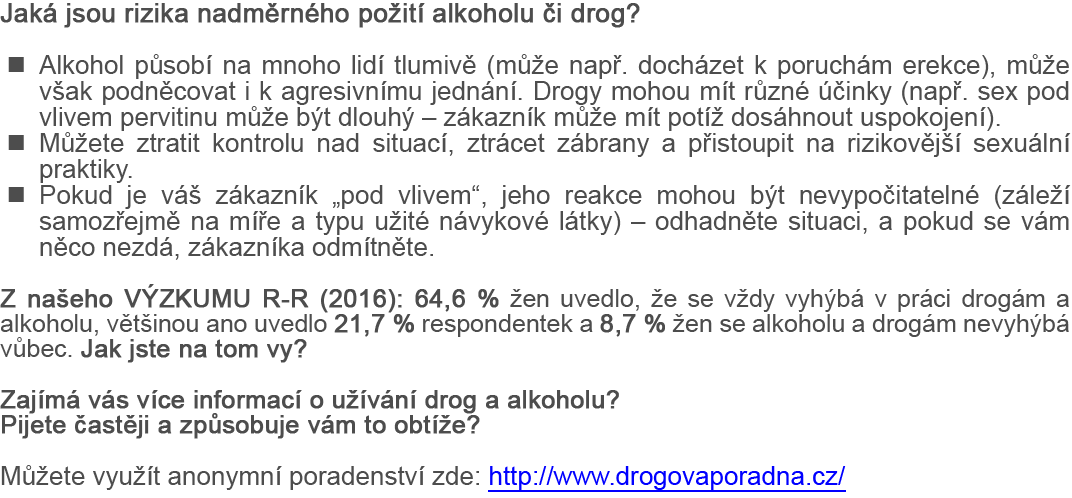 Jaká jsou rizika nadměrného požití alkoholu či drog?
■ Alkohol působí na mnoho lidí tlumivě (může např. docházet k poruchám erekce), může
však podněcovat i k agresivnímu jednání. Drogy mohou mít různé účinky (např. sex pod
vlivem pervitinu může být dlouhý – zákazník může mít potíž dosáhnout uspokojení).
■ Můžete ztratit kontrolu nad situací, ztrácet zábrany a přistoupit na rizikovější sexuální
praktiky.
■ Pokud je váš zákazník „pod vlivem“, jeho reakce mohou být nevypočitatelné (záleží
samozřejmě na míře a typu užité návykové látky) – odhadněte situaci, a pokud se vám
něco nezdá, zákazníka odmítněte.
Z našeho VÝZKUMU R-R (2016): 64,6 % žen uvedlo, že se vždy vyhýbá v práci drogám a
alkoholu, většinou ano uvedlo 21,7 % respondentek a 8,7 % žen se alkoholu a drogám nevyhýbá
vůbec. Jak jste na tom vy?
Zajímá vás více informací o užívání drog a alkoholu?
Pijete častěji a způsobuje vám to obtíže?
Můžete využít anonymní poradenství zde: http://www.drogovaporadna.cz/